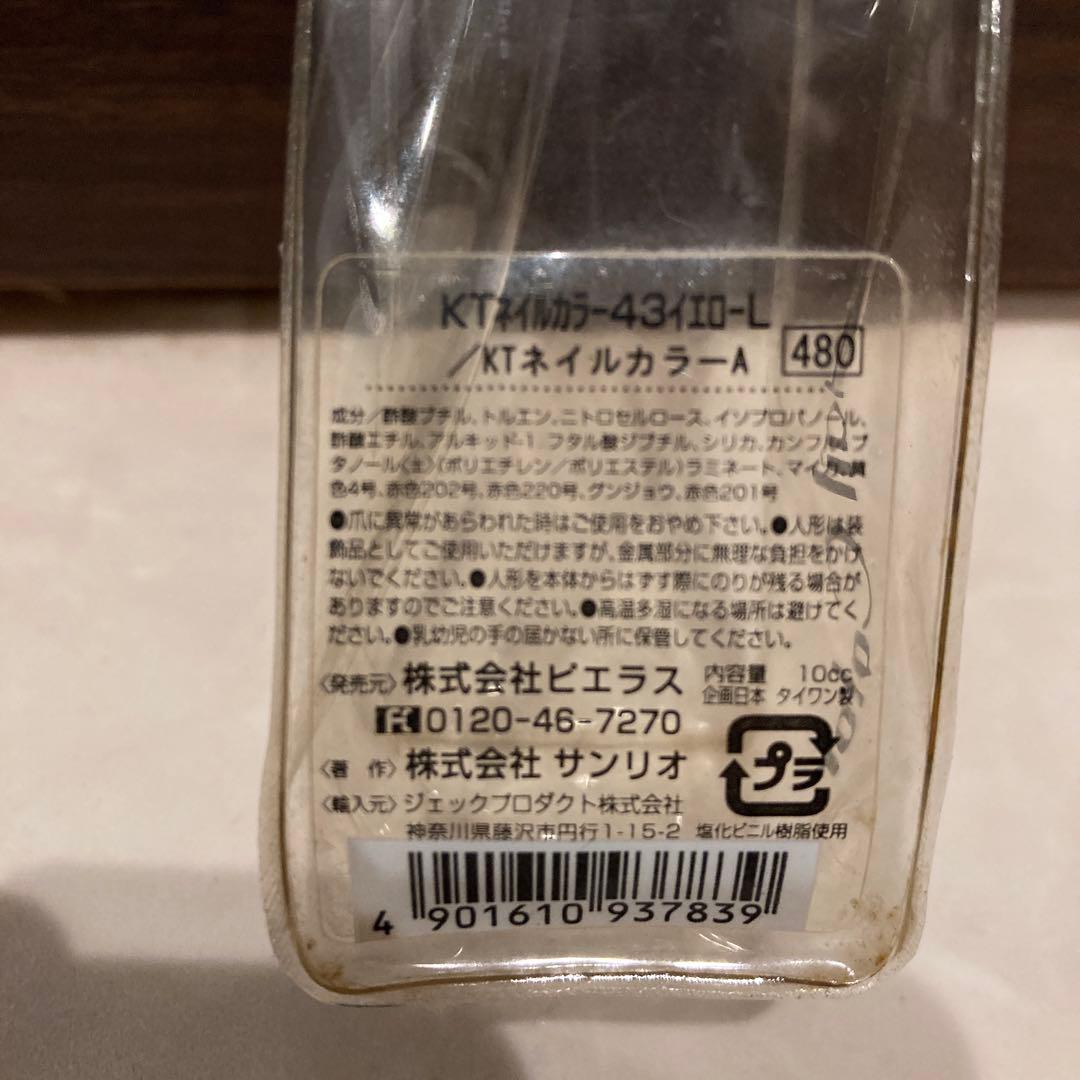 KTネイルカラー43イエローL
/KTネイルカラーA 480
成分/酢酸ブチル、トルエン、ニトロセルロース、イソプロパノール、
酢酸エチル、アルキッド-1、フタル酸ジブチル、シリカ、カンフル、ブ
タノール〈±〉(ポリエチレン/ポリエステル)ラミネート、マイカ、黄
色4号、赤色202号、赤色220号、グンジョウ、赤色201号
●爪に異常があらわれた時はご使用をおやめ下さい。●人形は装
飾品としてご使用いただけますが、金属部分に無理な負担をかけ
ないでください。●人形を本体からはずす際にのりが残る場合が
ありますのでご注意ください。●高温多湿になる場所は避けてく
ださい。●乳幼児の手の届かない所に保管してください。
〈発売元〉株式会社ピエラス 内容量 10cc
企画日本 タイワン製
0120-46-7270
〈著 作〉株式会社 サンリオ
プラ
〈輸入元〉ジェックプロダクト株式会社
神奈川県藤沢市円行1-15-2 塩化ビニル樹脂使用
4 901610 937839